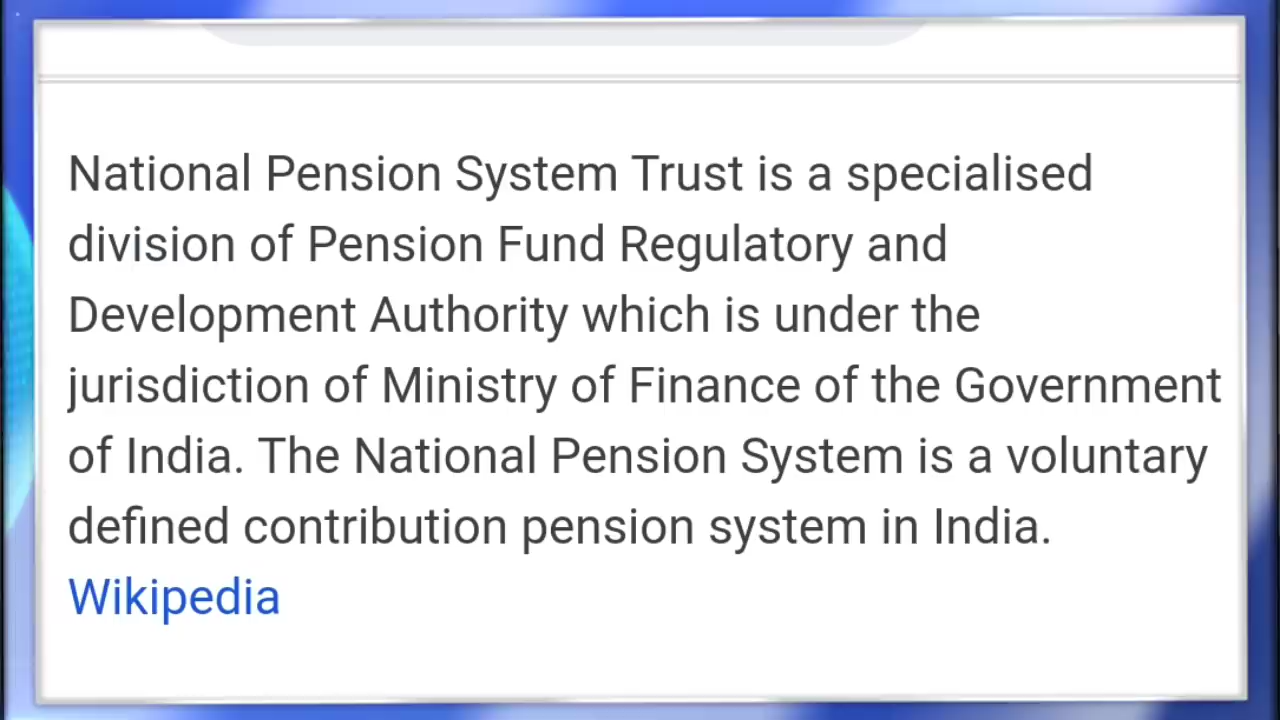 National Pension System Trust is a specialised
division of Pension Fund Regulatory and
Development Authority which is under the
jurisdiction of Ministry of Finance of the Government
of India. The National Pension System is a voluntary
defined contribution pension system in India.
Wikipedia